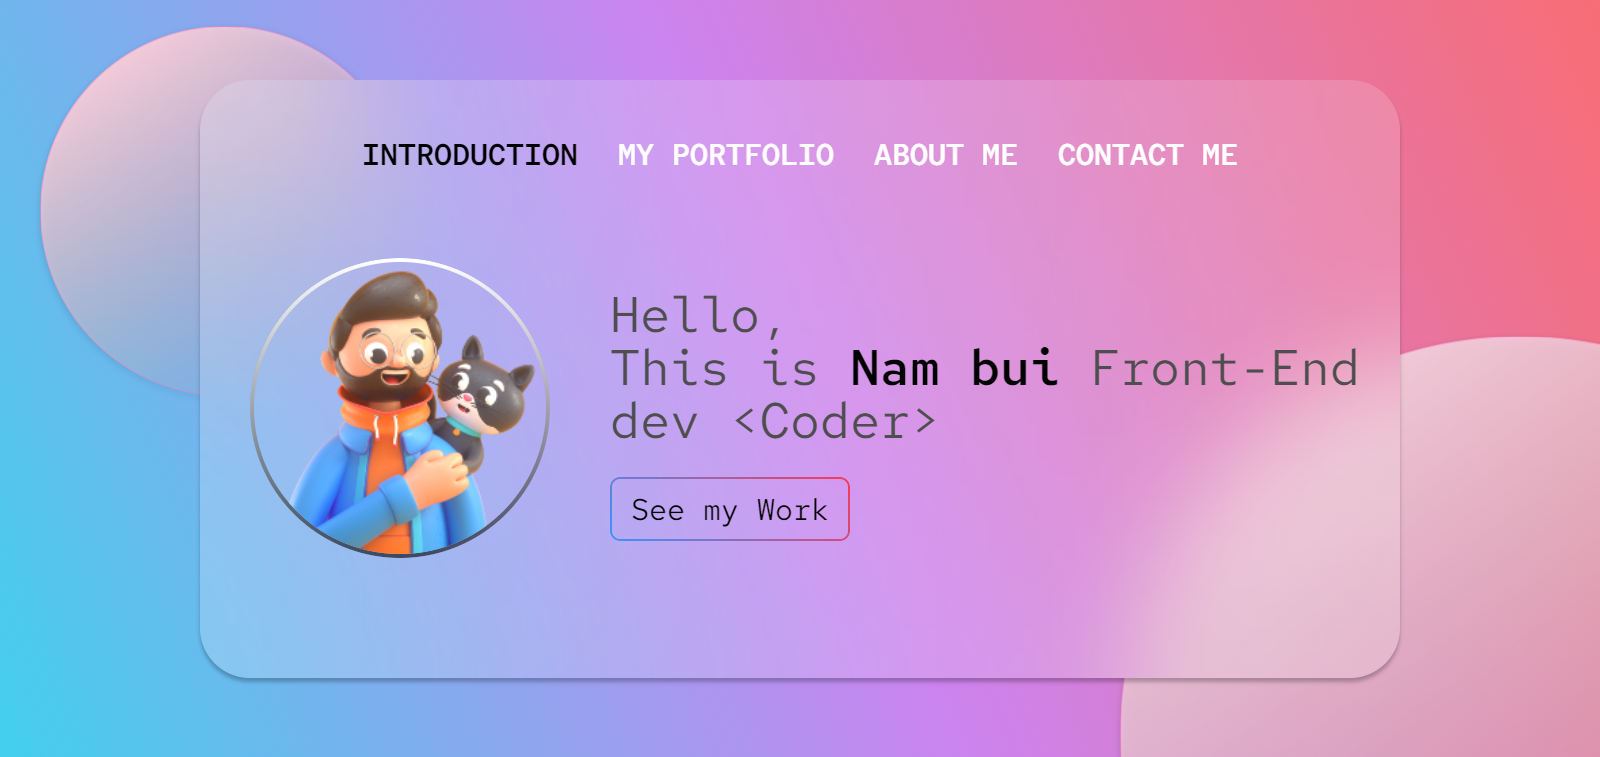 INTRODUCTION MY PORTFOLIO ABOUT ME CONTACT ME
Hello,
This is Nam bui Front-End
dev <Coder>
See my Work